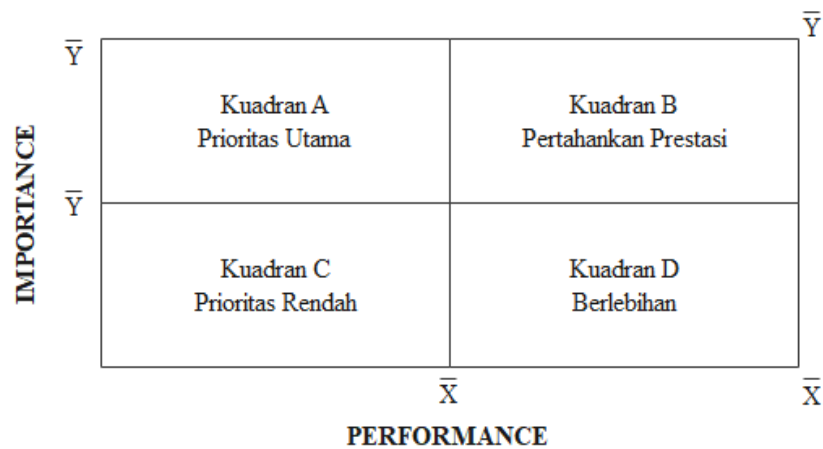 Y̅
Y̅
Kuadran A
Prioritas Utama
Kuadran B
Pertahankan Prestasi
IMPORTANCE
Y̅
Kuadran C
Prioritas Rendah
Kuadran D
Berlebihan
X̅
X̅
PERFORMANCE